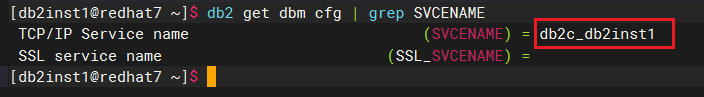 [db2inst1@redhat7 ~]$ db2 get dbm cfg | grep SVCENAME
TCP/IP Service name (SVCENAME) = db2c_db2inst1
SSL service name (SSL_SVCENAME) =
[db2inst1@redhat7 ~]$